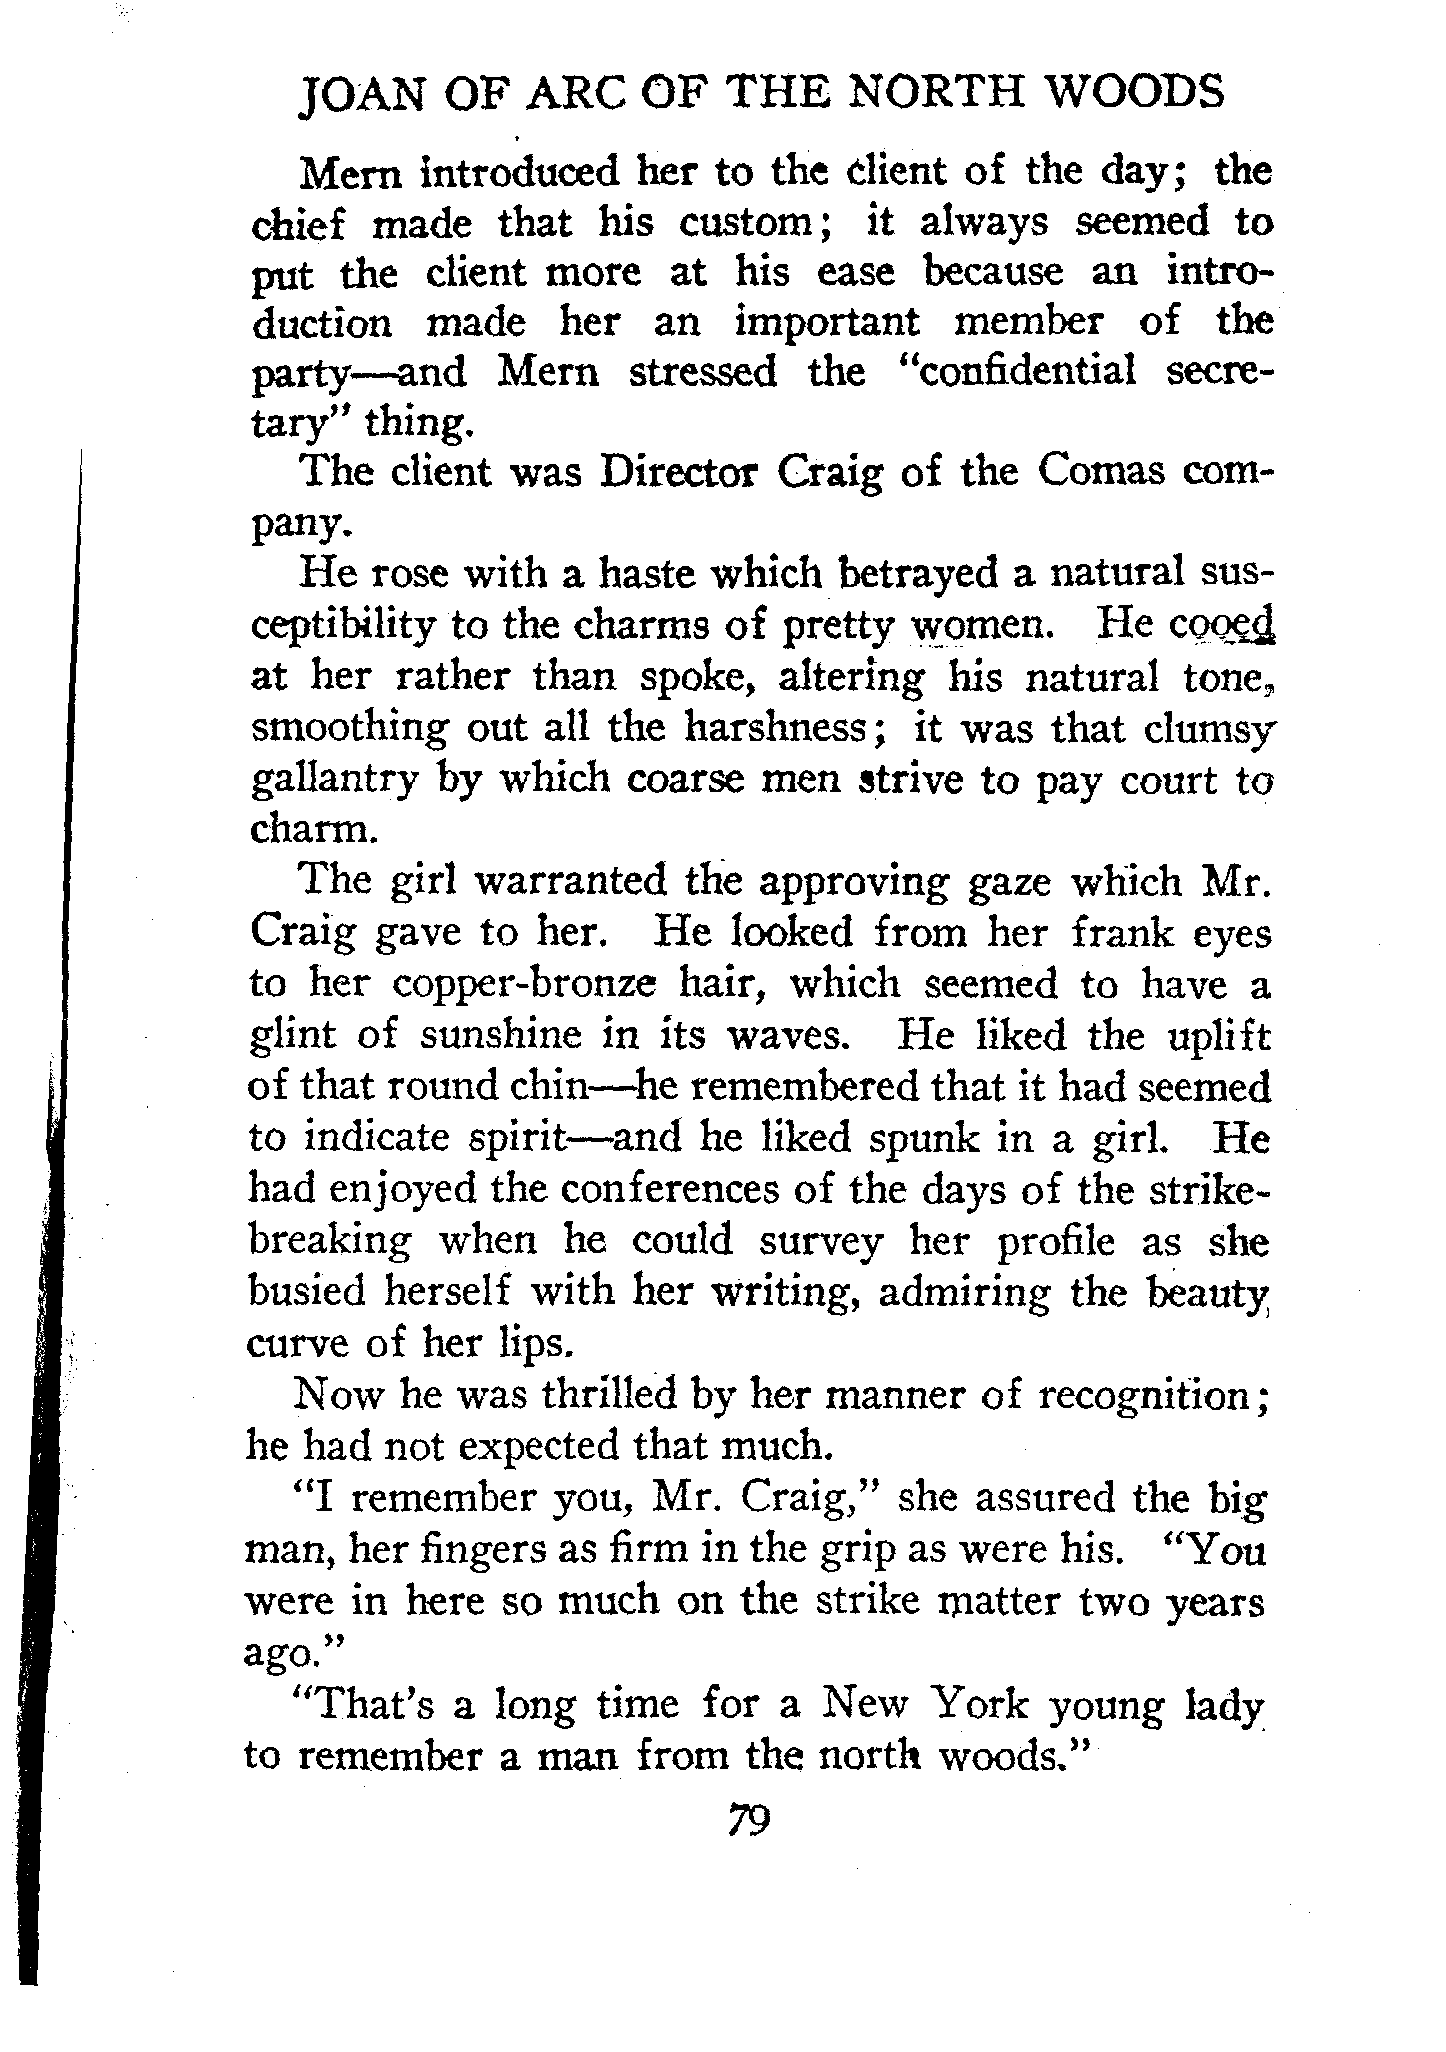 JOAN OF ARC OF THE NORTH WOODS
Mern introduced her to the client of the day; the
chief made that his custom; it always seemed to
put the client more at his ease because an intro-
duction made her an important member of the
party—and Mern stressed the “confidential secre-
tary” thing.
The client was Director Craig of the Comas com-
pany.
He rose with a haste which betrayed a natural sus-
ceptibility to the charms of pretty women. He cooed
at her rather than spoke, altering his natural tone,
smoothing out all the harshness; it was that clumsy
gallantry by which coarse men strive to pay court to
charm.
The girl warranted the approving gaze which Mr.
Craig gave to her. He looked from her frank eyes
to her copper-bronze hair, which seemed to have a
glint of sunshine in its waves. He liked the uplift
of that round chin—he remembered that it had seemed
to indicate spirit—and he liked spunk in a girl. He
had enjoyed the conferences of the days of the strike-
breaking when he could survey her profile as she
busied herself with her writing, admiring the beauty
curve of her lips.
Now he was thrilled by her manner of recognition;
he had not expected that much.
“I remember you, Mr. Craig,” she assured the big
man, her fingers as firm in the grip as were his. “You
were in here so much on the strike matter two years
ago.”
“That’s a long time for a New York young lady
to remember a man from the north woods.”
79